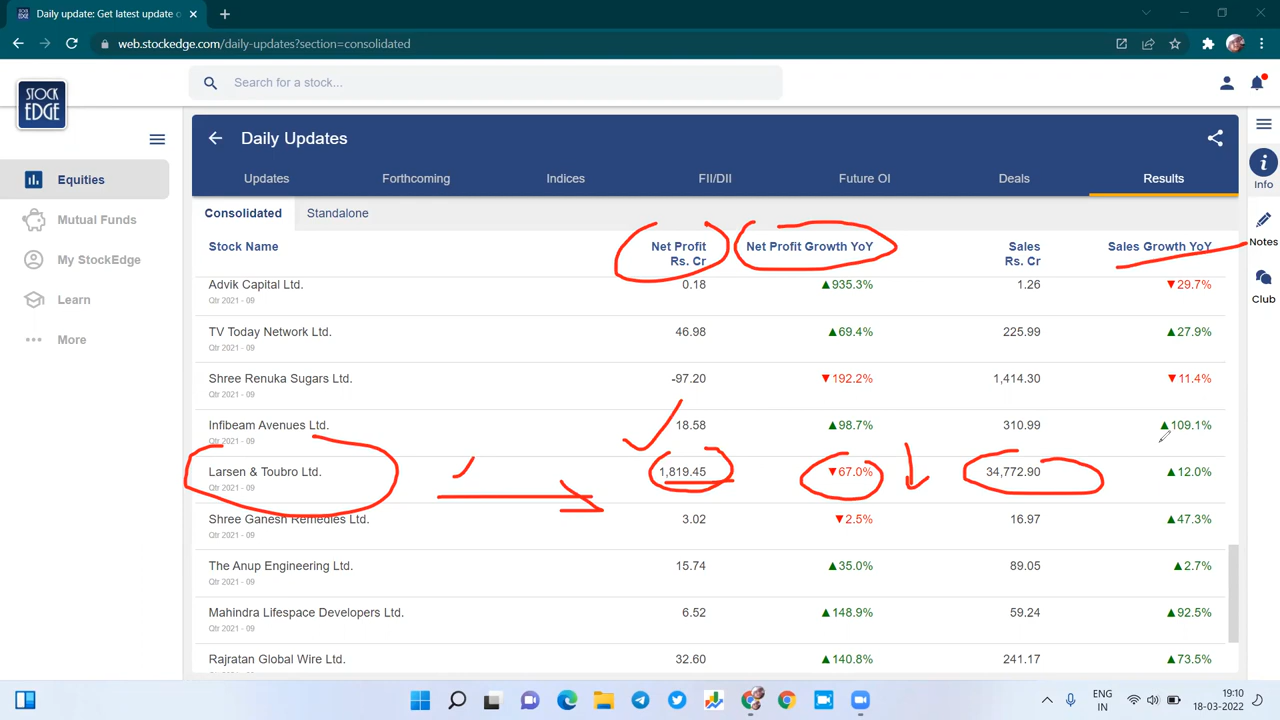 Daily update: Get latest update o
web.stockedge.com/daily-updates?section=consolidated
STOCK
EDGE
Search for a stock...
Equities
Mutual Funds
My StockEdge
Learn
More
Daily Updates
Updates Forthcoming Indices FII/DII Future OI Deals Results
Consolidated Standalone
Stock Name Net Profit Net Profit Growth YoY Sales Sales Growth YoY
Rs. Cr Rs. Cr
Advik Capital Ltd. 0.18 ▲935.3% 1.26 ▼29.7%
Qtr 2021 - 09
TV Today Network Ltd. 46.98 ▲69.4% 225.99 ▲27.9%
Qtr 2021 - 09
Shree Renuka Sugars Ltd. -97.20 ▼192.2% 1,414.30 ▼11.4%
Qtr 2021 - 09
Infibeam Avenues Ltd. 18.58 ▲98.7% 310.99 ▲109.1%
Qtr 2021 - 09
Larsen & Toubro Ltd. 1,819.45 ▼67.0% 34,772.90 ▲12.0%
Qtr 2021 - 09
Shree Ganesh Remedies Ltd. 3.02 ▼2.5% 16.97 ▲47.3%
Qtr 2021 - 09
The Anup Engineering Ltd. 15.74 ▲35.0% 89.05 ▲2.7%
Qtr 2021 - 09
Mahindra Lifespace Developers Ltd. 6.52 ▲148.9% 59.24 ▲92.5%
Qtr 2021 - 09
Rajratan Global Wire Ltd. 32.60 ▲140.8% 241.17 ▲73.5%
Info
Notes
Club
ENG
IN
19:10
18-03-2022